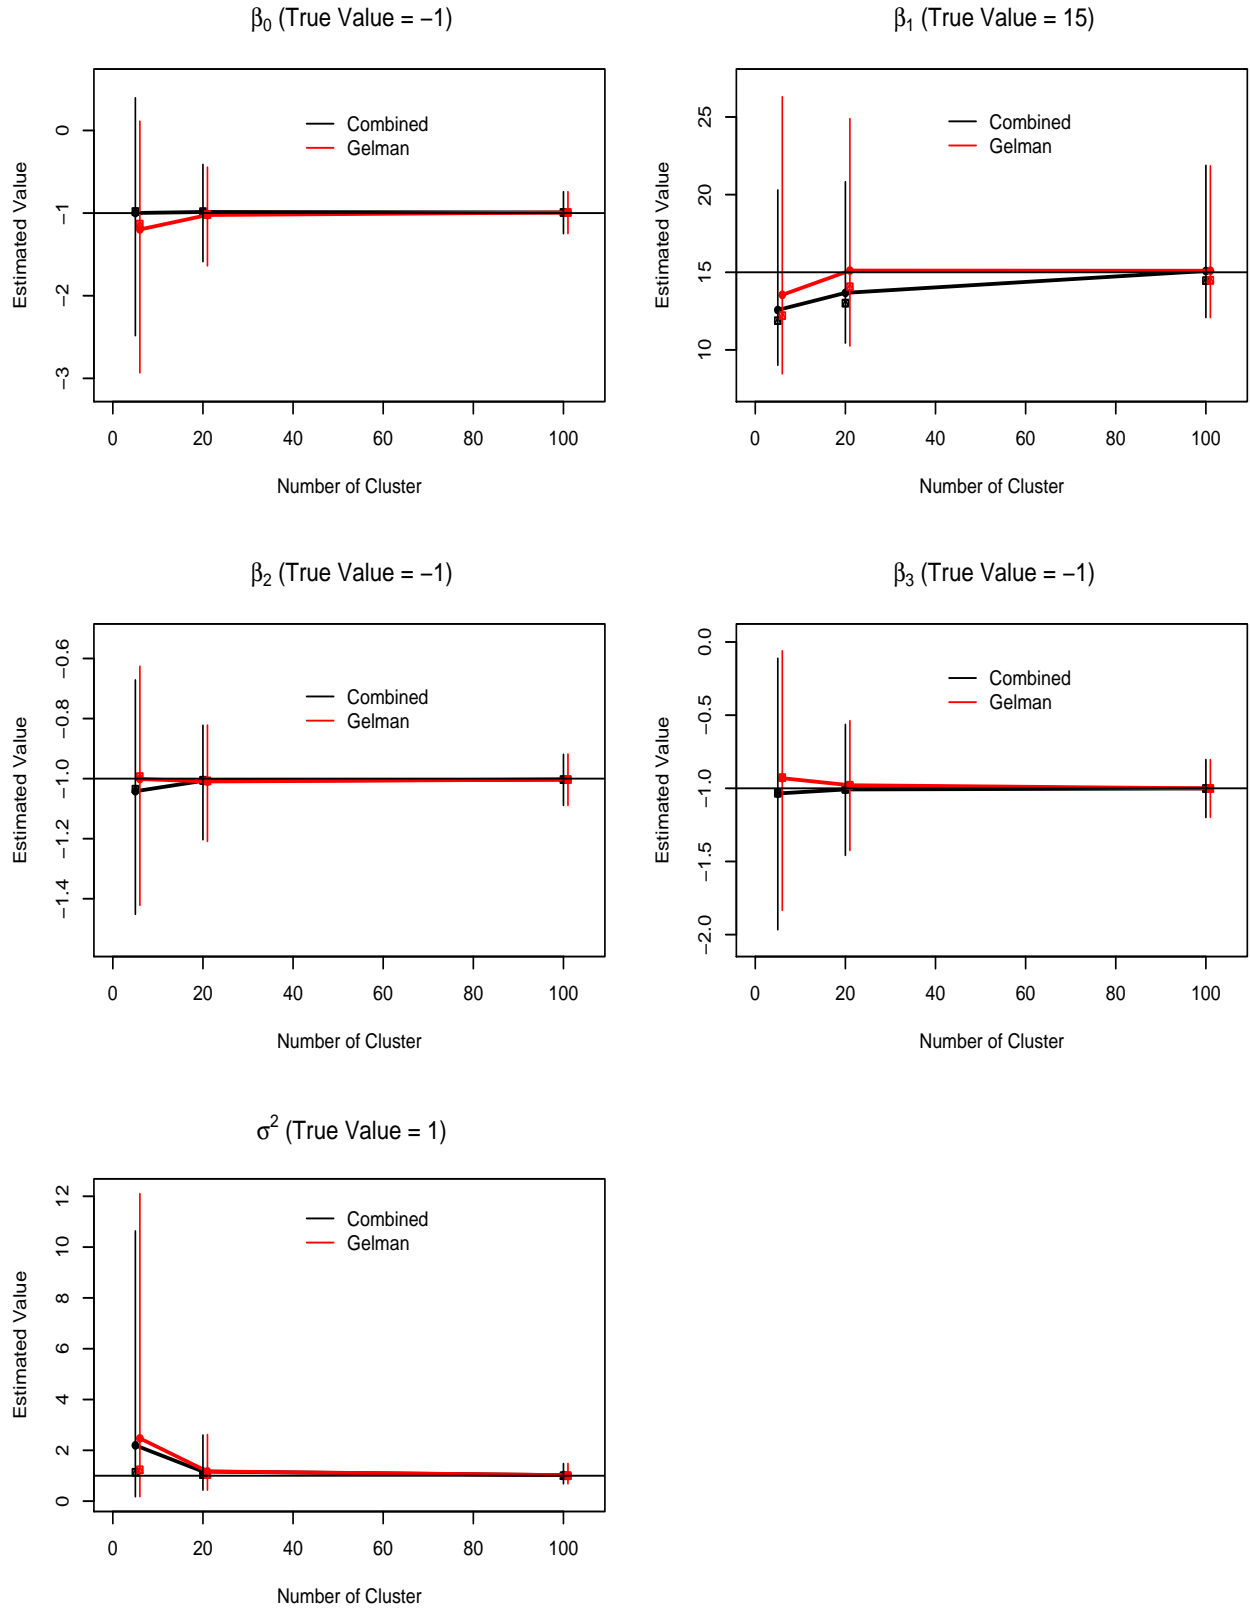 β₀ (True Value = −1)
Estimated Value
0
−1
−2
−3
Combined
Gelman
0 20 40 60 80 100
Number of Cluster
β₁ (True Value = 15)
Estimated Value
25
20
15
10
Combined
Gelman
0 20 40 60 80 100
Number of Cluster
β₂ (True Value = −1)
Estimated Value
−0.6
−0.8
−1.0
−1.2
−1.4
Combined
Gelman
0 20 40 60 80 100
Number of Cluster
β₃ (True Value = −1)
Estimated Value
0.0
−0.5
−1.0
−1.5
−2.0
Combined
Gelman
0 20 40 60 80 100
Number of Cluster
σ² (True Value = 1)
Estimated Value
12
10
8
6
4
2
0
Combined
Gelman
0 20 40 60 80 100
Number of Cluster